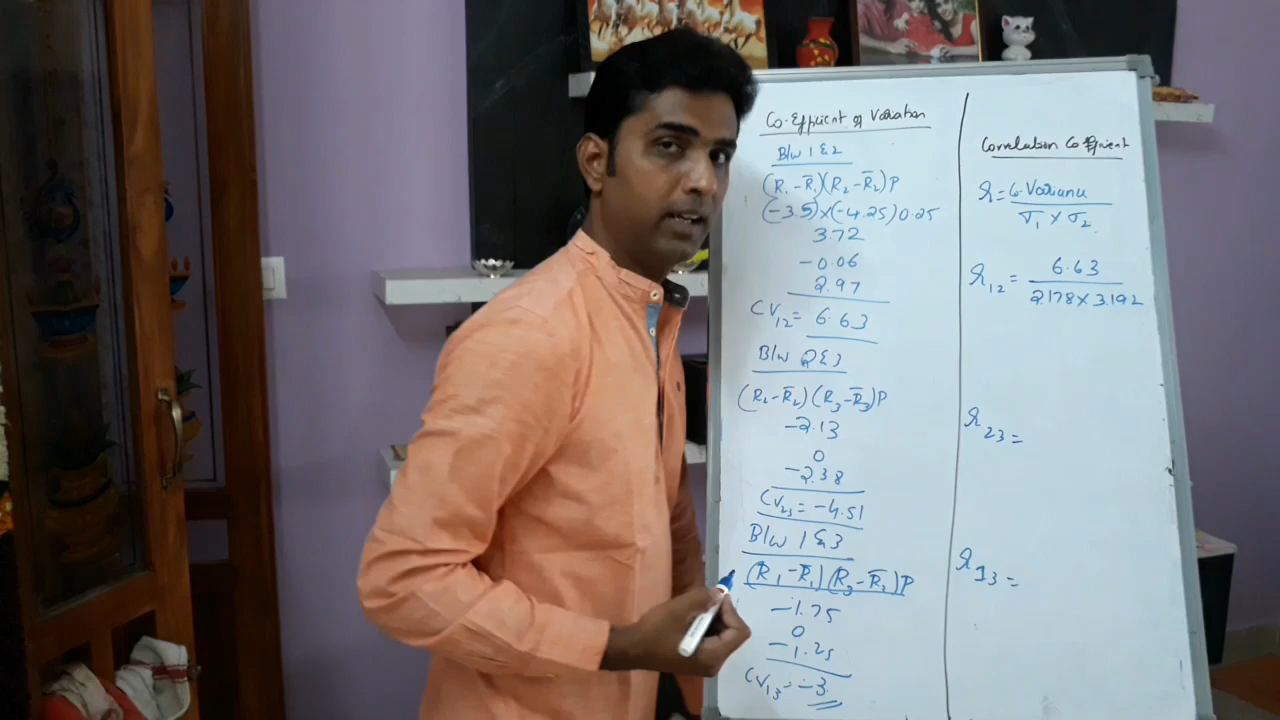 Co-Efficient of Variation
B/w 1 & 2
(R₁-R̅₁)(R₂-R̅₂)P
(-3.5)×(-4.25)0.25
3.72
-0.06
2.97
CV₁₂= 6.63
B/w 2 & 3
(R₂-R̅₂)(R₃-R̅₃)P
-2.13
0
-2.38
CV₂₃= -4.51
B/w 1 & 3
(R₁-R̅₁)(R₃-R̅₃)P
-1.75
0
-1.25
CV₁₃= -3
Correlation Co-efficient
r= Co-Variance
σ₁ × σ₂
r₁₂= 6.63
2.178×3.192
r₂₃=
r₁₃=